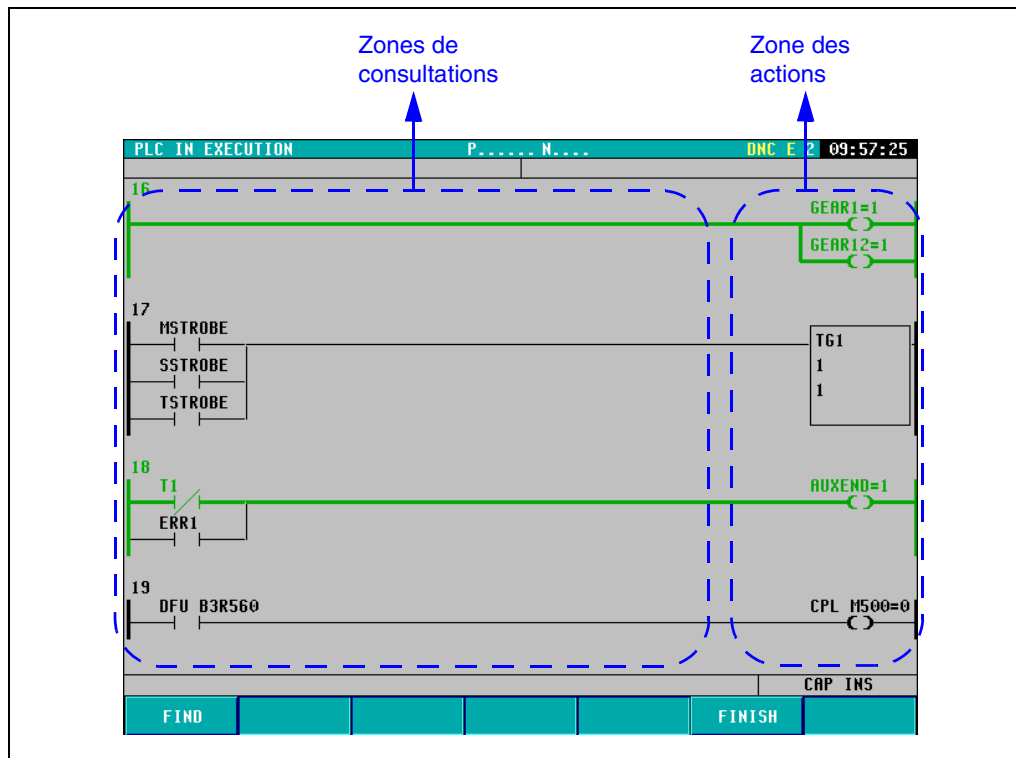 Zones de
consultations
Zone des
actions
PLC IN EXECUTION P...... N.... DNC E 2 09:57:25
16
GEAR1=1
GEAR12=1
17
MSTROBE
SSTROBE
TSTROBE
TG1
1
1
18
T1
AUXEND=1
ERR1
19
DFU B3R560
CPL M500=0
CAP INS
FIND
FINISH